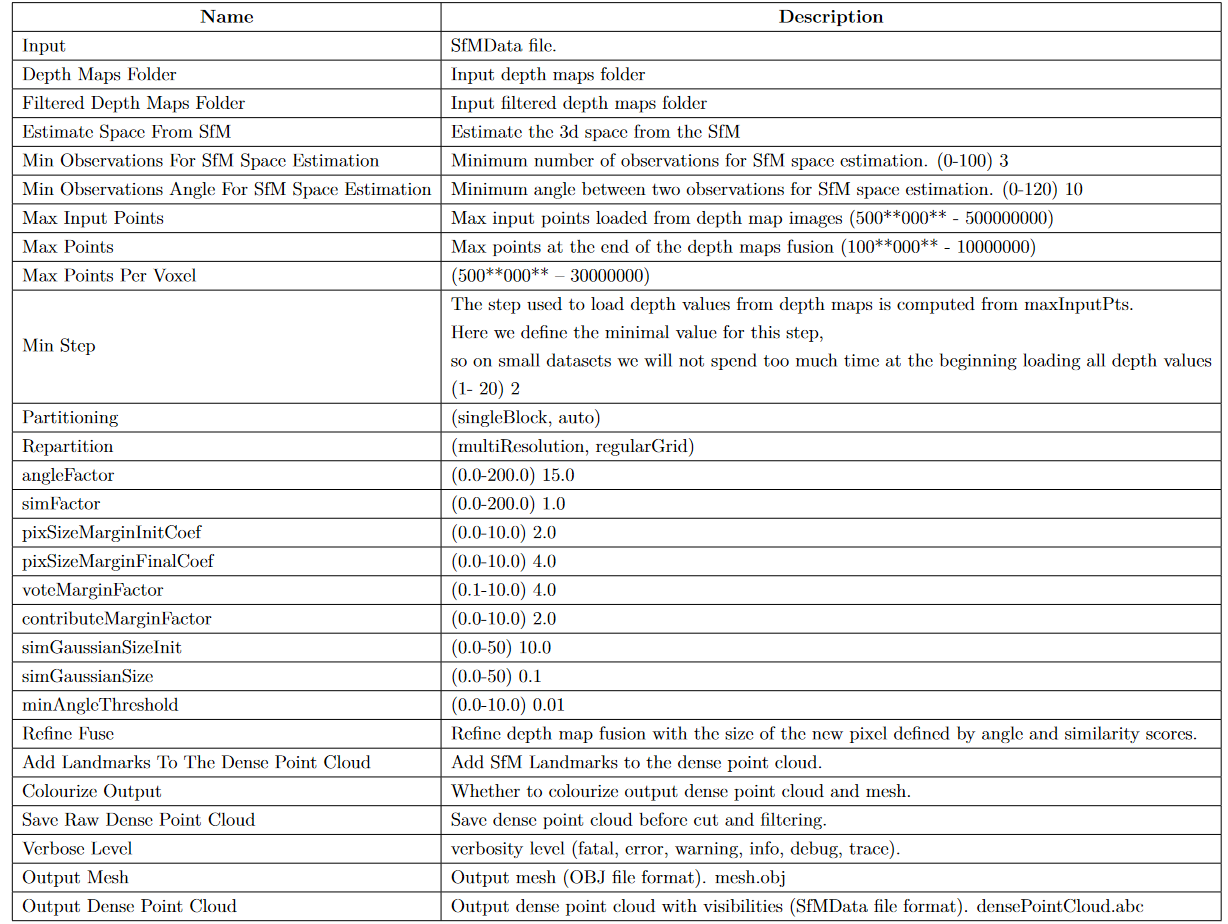 Name Description
Input SfMData file.
Depth Maps Folder Input depth maps folder
Filtered Depth Maps Folder Input filtered depth maps folder
Estimate Space From SfM Estimate the 3d space from the SfM
Min Observations For SfM Space Estimation Minimum number of observations for SfM space estimation. (0-100) 3
Min Observations Angle For SfM Space Estimation Minimum angle between two observations for SfM space estimation. (0-120) 10
Max Input Points Max input points loaded from depth map images (500**000** - 500000000)
Max Points Max points at the end of the depth maps fusion (100**000** - 10000000)
Max Points Per Voxel (500**000** – 30000000)
Min Step The step used to load depth values from depth maps is computed from maxInputPts.
Here we define the minimal value for this step,
so on small datasets we will not spend too much time at the beginning loading all depth values
(1- 20) 2
Partitioning (singleBlock, auto)
Repartition (multiResolution, regularGrid)
angleFactor (0.0-200.0) 15.0
simFactor (0.0-200.0) 1.0
pixSizeMarginInitCoef (0.0-10.0) 2.0
pixSizeMarginFinalCoef (0.0-10.0) 4.0
voteMarginFactor (0.1-10.0) 4.0
contributeMarginFactor (0.0-10.0) 2.0
simGaussianSizeInit (0.0-50) 10.0
simGaussianSize (0.0-50) 0.1
minAngleThreshold (0.0-10.0) 0.01
Refine Fuse Refine depth map fusion with the size of the new pixel defined by angle and similarity scores.
Add Landmarks To The Dense Point Cloud Add SfM Landmarks to the dense point cloud.
Colourize Output Whether to colourize output dense point cloud and mesh.
Save Raw Dense Point Cloud Save dense point cloud before cut and filtering.
Verbose Level verbosity level (fatal, error, warning, info, debug, trace).
Output Mesh Output mesh (OBJ file format). mesh.obj
Output Dense Point Cloud Output dense point cloud with visibilities (SfMData file format). densePointCloud.abc